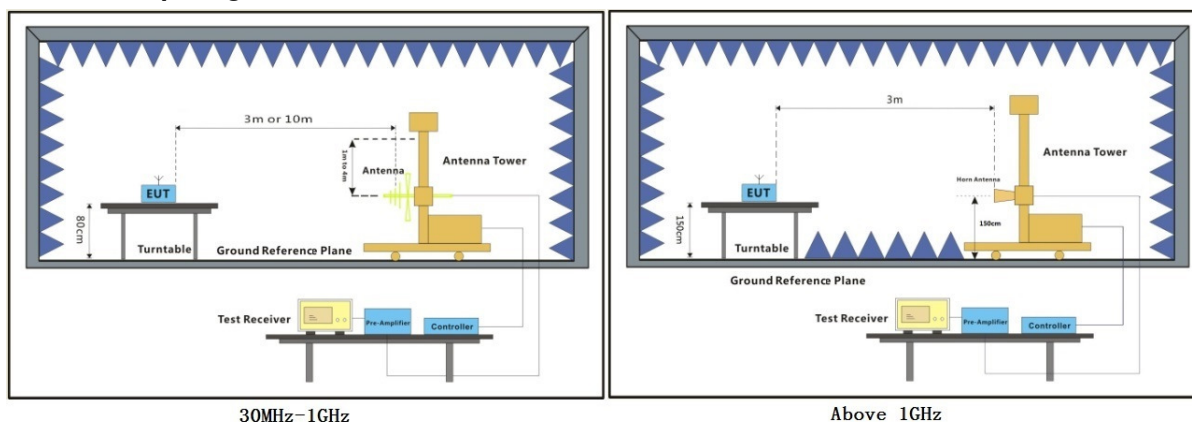 3m or 10m
1m to 4m
Antenna
Antenna Tower
EUT
80cm
Turntable
Ground Reference Plane
Test Receiver
Pre-Amplifier
Controller
30MHz-1GHz
3m
Antenna Tower
Horn Antenna
EUT
150cm
150cm
Turntable
Ground Reference Plane
Test Receiver
Pre-Amplifier
Controller
Above 1GHz